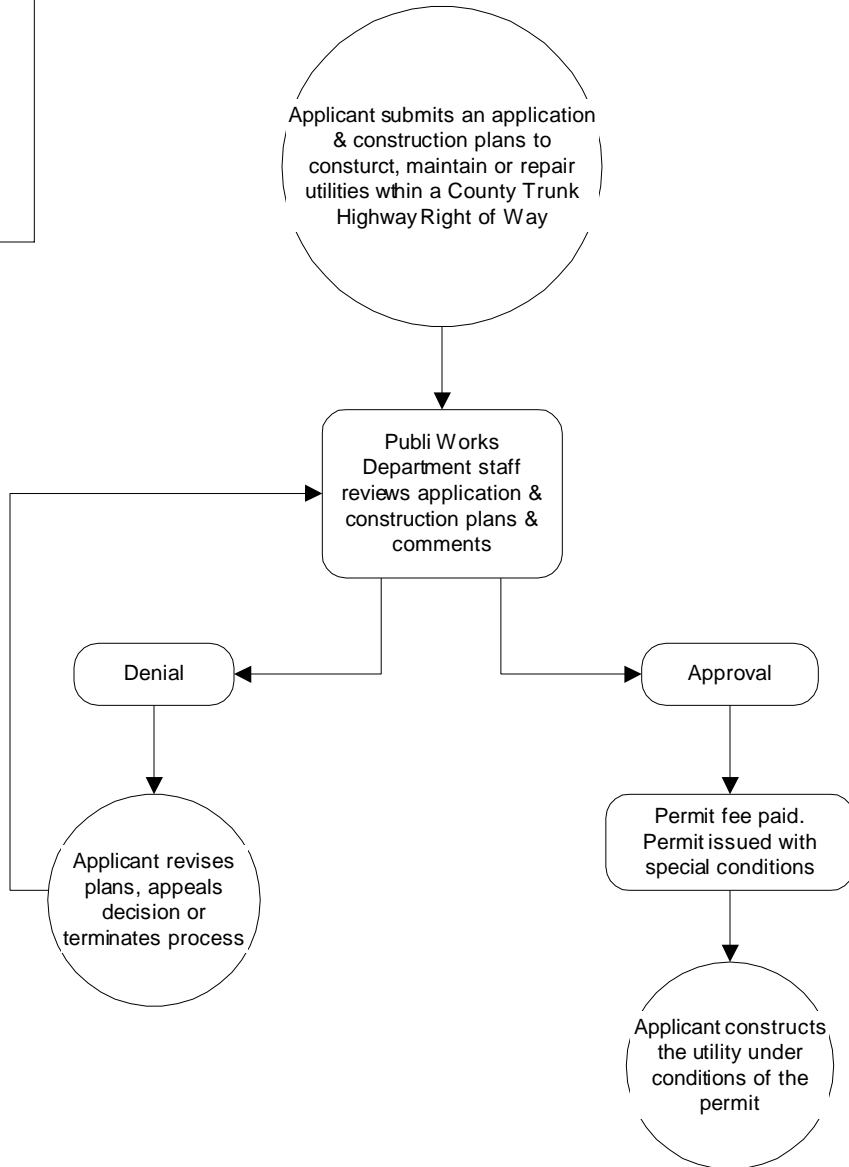 Applicant submits an application
& construction plans to
consturct, maintain or repair
utilities wthin a County Trunk
Highway Right of Way
Publi Works
Department staff
reviews application &
construction plans &
comments
Denial
Approval
Applicant revises
plans, appeals
decision or
terminates process
Permit fee paid.
Permit issued with
special conditions
Applicant constructs
the utility under
conditions of the
permit